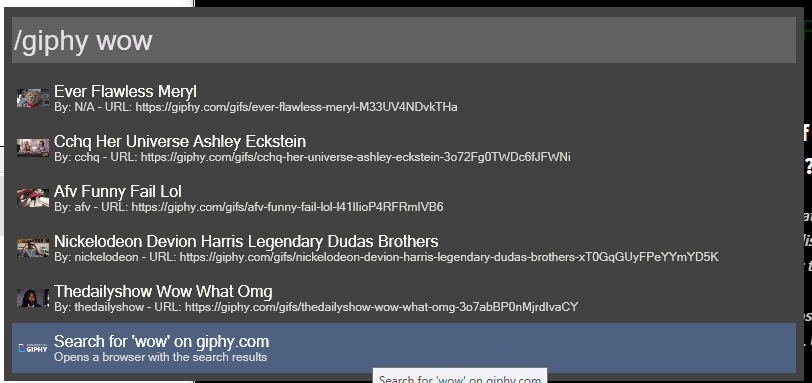 /giphy wow
Ever Flawless Meryl
By: N/A - URL: https://giphy.com/gifs/ever-flawless-meryl-M33UV4NDvkTHa
Cchq Her Universe Ashley Eckstein
By: cchq - URL: https://giphy.com/gifs/cchq-her-universe-ashley-eckstein-3o72Fg0TWDc6fJFWNi
Afv Funny Fail Lol
By: afv - URL: https://giphy.com/gifs/afv-funny-fail-lol-l41lIioP4RFRmIVB6
Nickelodeon Devion Harris Legendary Dudas Brothers
By: nickelodeon - URL: https://giphy.com/gifs/nickelodeon-devion-harris-legendary-dudas-brothers-xT0GqGUyFPeYYmYD5K
Thedailyshow Wow What Omg
By: thedailyshow - URL: https://giphy.com/gifs/thedailyshow-wow-what-omg-3o7abBP0nMjrdIvaCY
GIPHY
Search for 'wow' on giphy.com
Opens a browser with the search results
Search for 'wow' on giphy.com